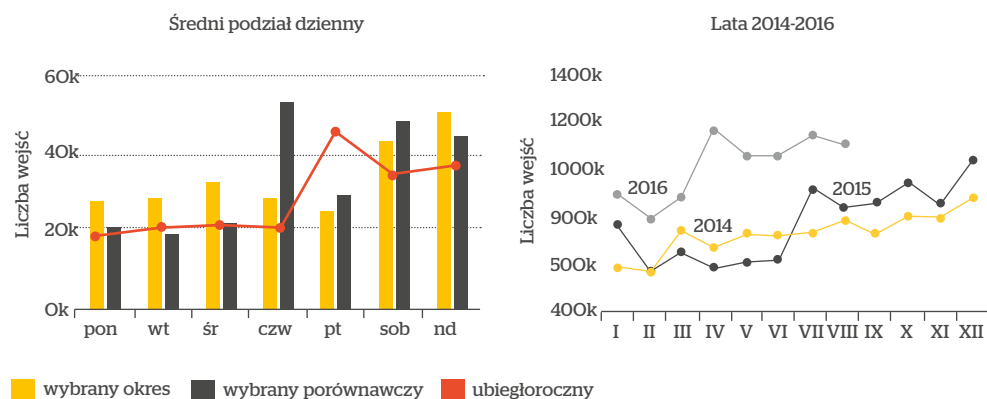 Średni podział dzienny
Liczba wejść
60k
40k
20k
0k
pon wt śr czw pt sob nd
wybrany okres wybrany porównawczy ubiegłoroczny
Lata 2014-2016
Liczba wejść
1400k
1200k
1000k
900k
500k
400k
2016
2014
2015
I II III IV V VI VII VIII IX X XI XII